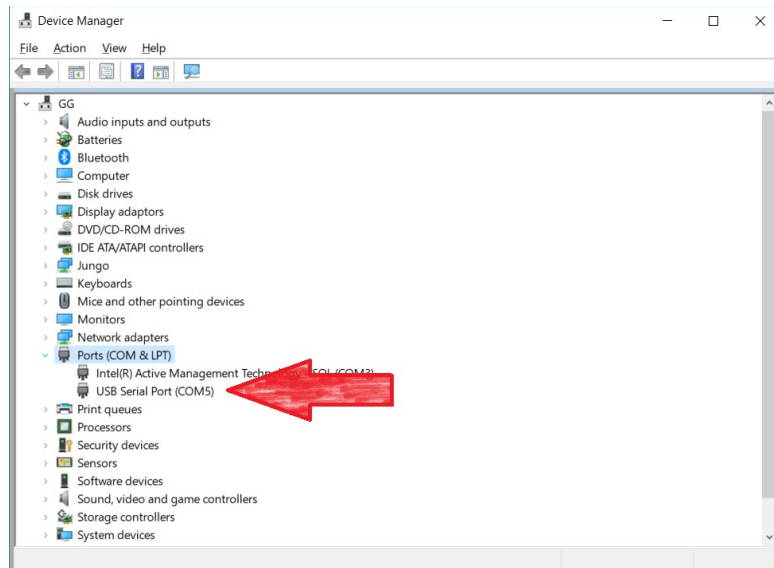 Device Manager
File Action View Help
GG
Audio inputs and outputs
Batteries
Bluetooth
Computer
Disk drives
Display adaptors
DVD/CD-ROM drives
IDE ATA/ATAPI controllers
Jungo
Keyboards
Mice and other pointing devices
Monitors
Network adapters
Ports (COM & LPT)
Intel(R) Active Management Technology - SOL (COM3)
USB Serial Port (COM5)
Print queues
Processors
Security devices
Sensors
Software devices
Sound, video and game controllers
Storage controllers
System devices